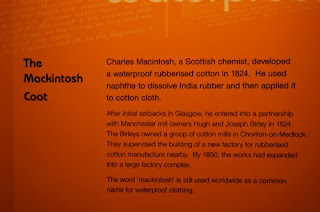 The
Mackintosh
Coat
Charles Macintosh, a Scottish chemist, developed
a waterproof rubberised cotton in 1824. He used
naphtha to dissolve India rubber and then applied it
to cotton cloth.
After initial setbacks in Glasgow, he entered into a partnership
with Manchester mill owners Hugh and Joseph Birley in 1824.
The Birleys owned a group of cotton mills in Chorlton-on-Medlock.
They supervised the building of a new factory for rubberised
cotton manufacture nearby. By 1850, the works had expanded
into a large factory complex.
The word 'mackintosh' is still used worldwide as a common
name for waterproof clothing.